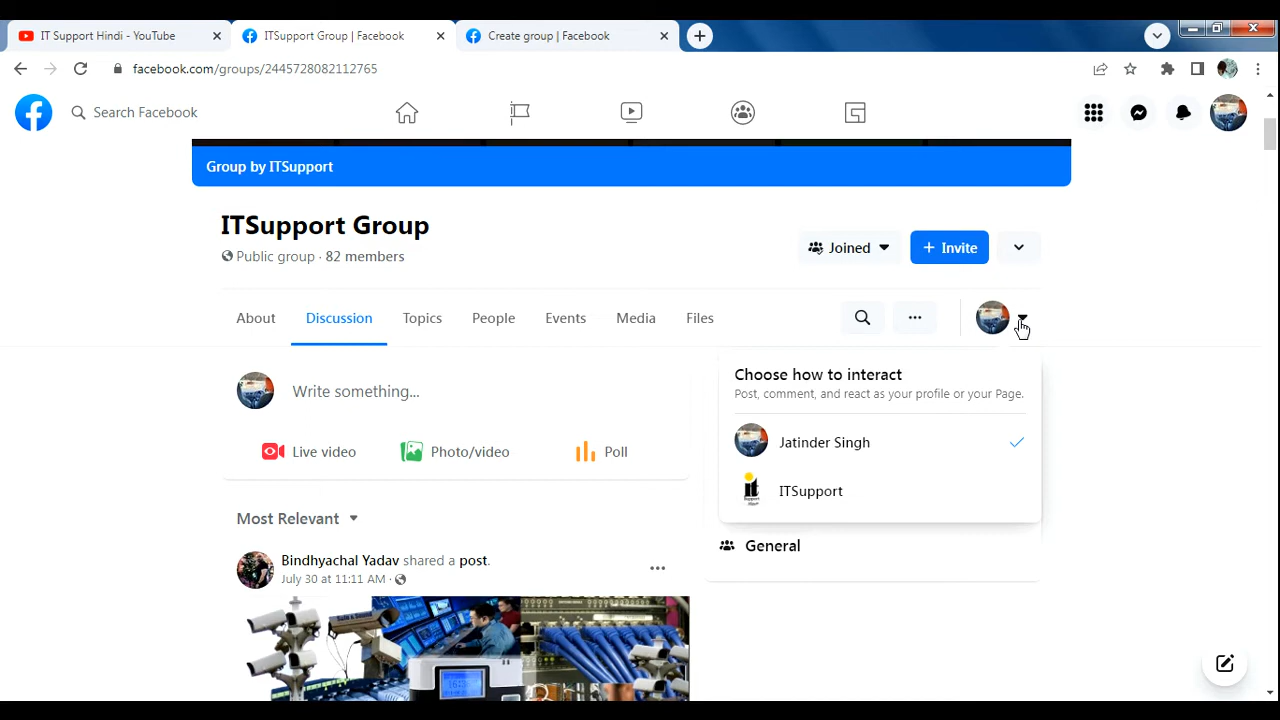 IT Support Hindi - YouTube
ITSupport Group | Facebook
Create group | Facebook
facebook.com/groups/2445728082112765
Search Facebook
Group by ITSupport
ITSupport Group
Public group · 82 members
Joined
+ Invite
About
Discussion
Topics
People
Events
Media
Files
Write something...
Live video
Photo/video
Poll
Choose how to interact
Post, comment, and react as your profile or your Page.
Jatinder Singh
ITSupport
Most Relevant
General
Bindhyachal Yadav shared a post.
July 30 at 11:11 AM ·